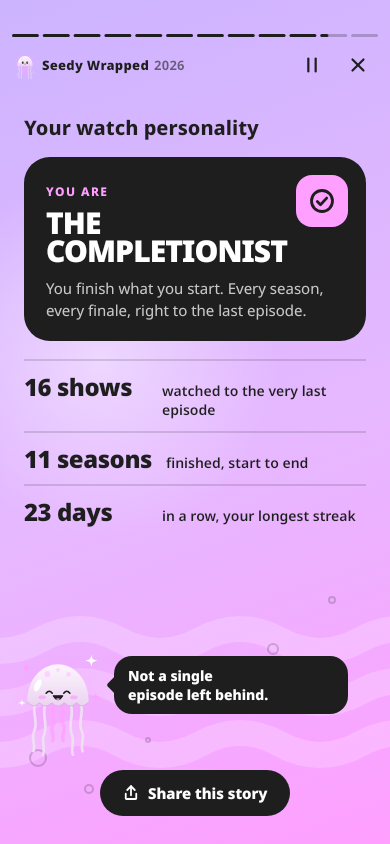 Seedy Wrapped 2026
Your watch personality
YOU ARE
THE
COMPLETIONIST
You finish what you start. Every season,
every finale, right to the last episode.
16 shows watched to the very last
episode
11 seasons finished, start to end
23 days in a row, your longest streak
Not a single
episode left behind.
Share this story